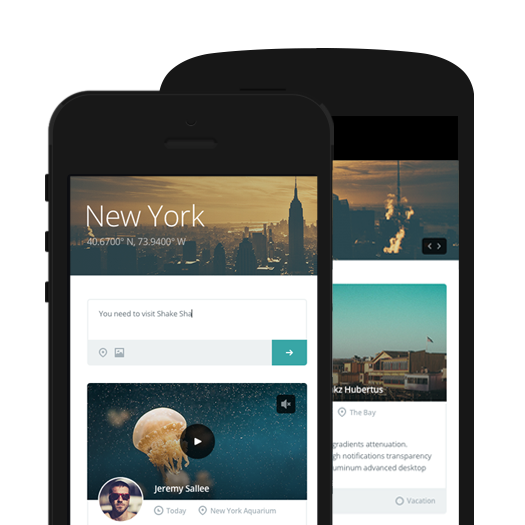 New York
40.6700° N, 73.9400° W
You need to visit Shake Sha
Jeremy Sallee
Today
New York Aquarium
kz Hubertus
The Bay
gradients attenuation.
gh notifications transparency
uminum advanced desktop
Vacation